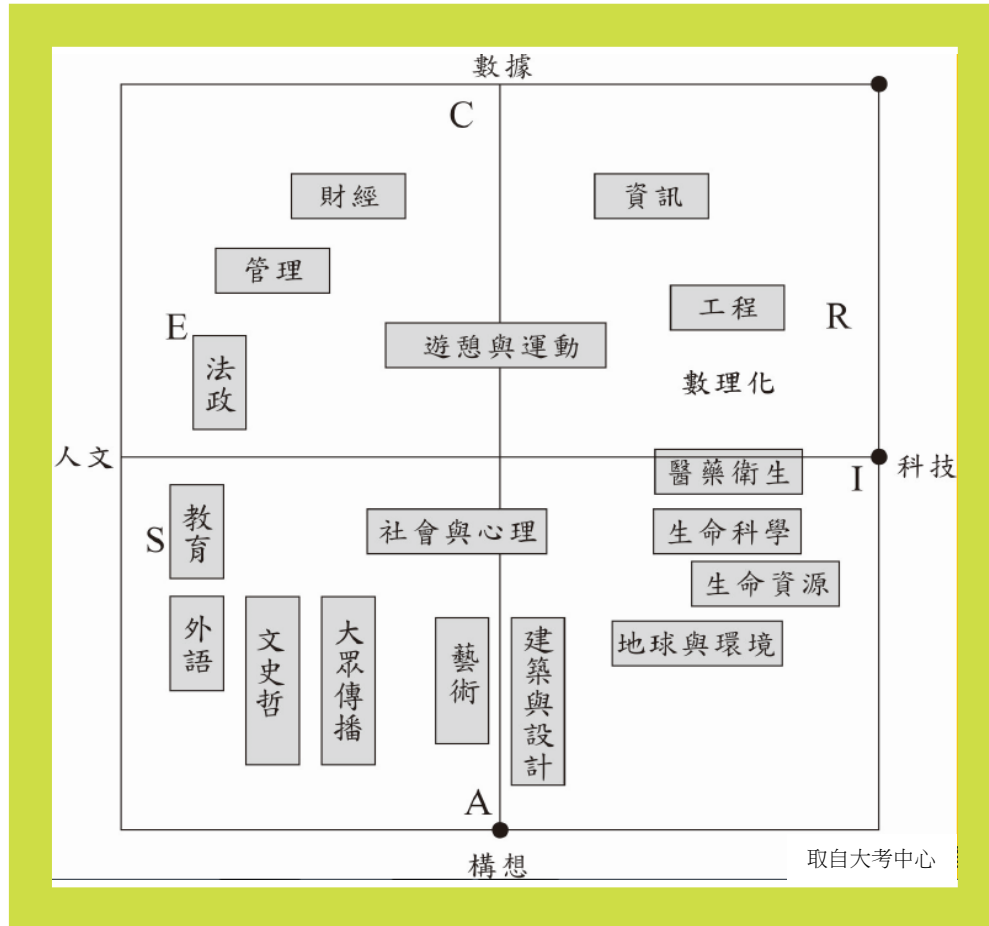 數據
C
財經
資訊
管理
工程
E
R
遊憩與運動
法政
數理化
人文
科技
醫藥衛生
I
教育
S
社會與心理
生命科學
生命資源
外語
文史哲
大眾傳播
藝術
建築與設計
地球與環境
A
構想
取自大考中心